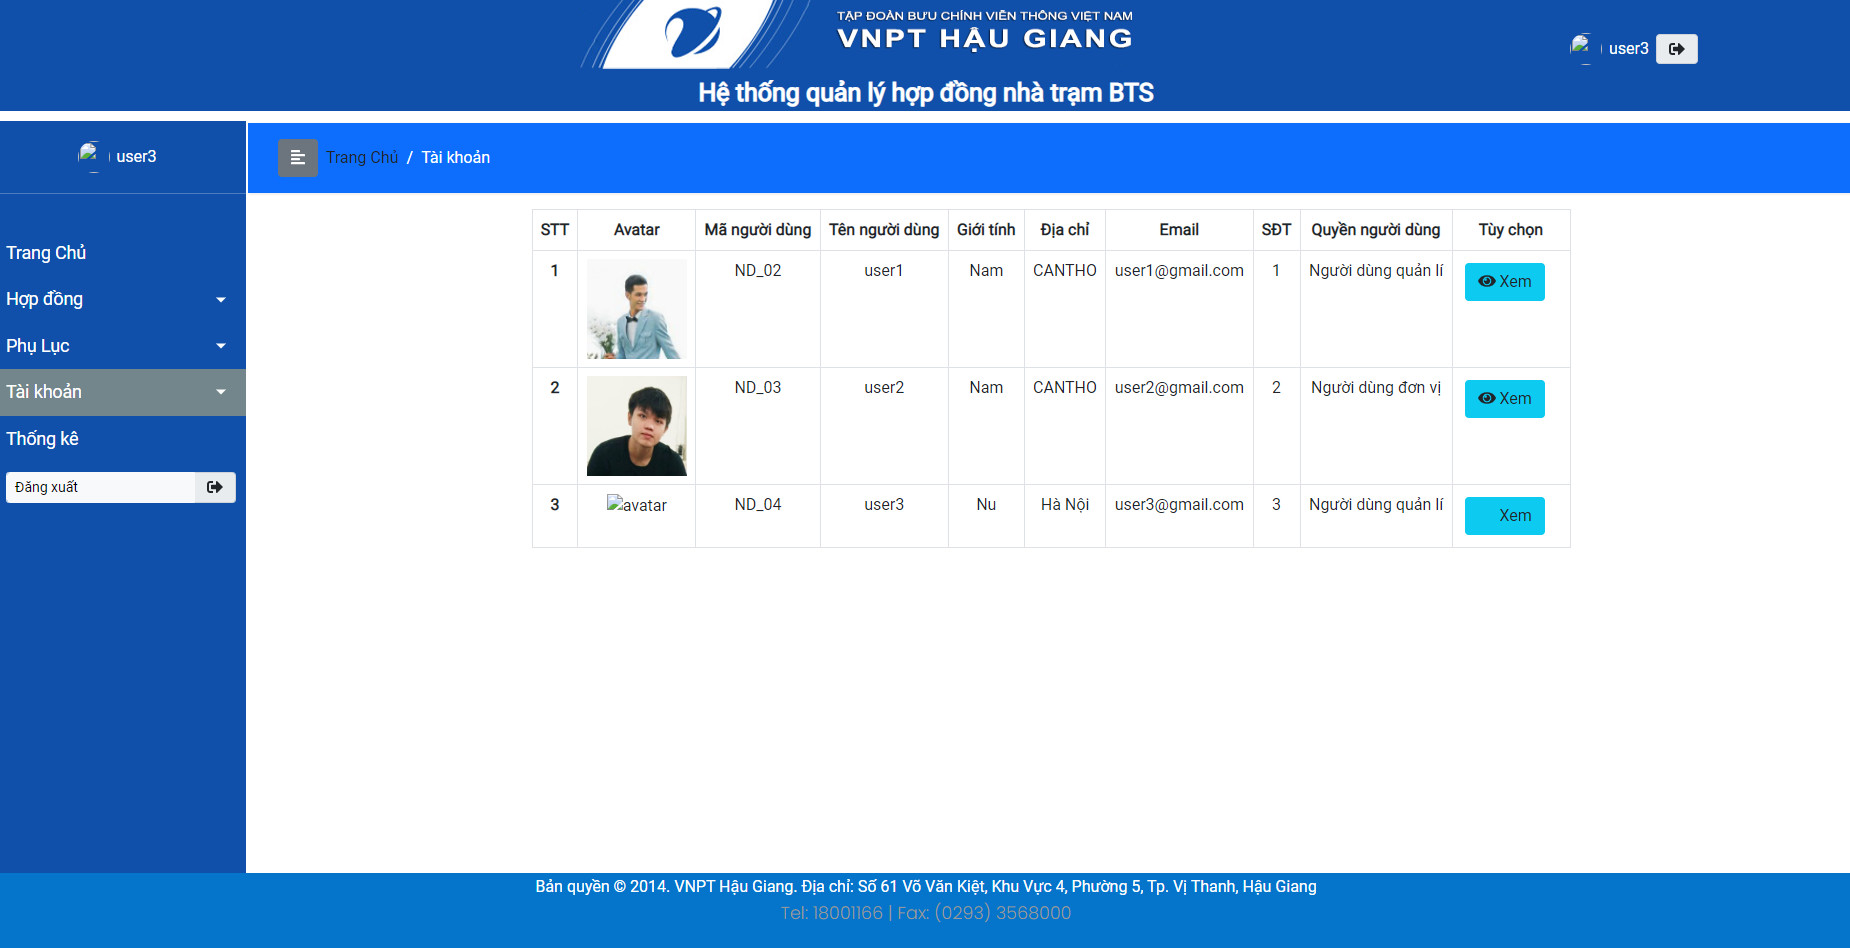 TẬP ĐOÀN BƯU CHÍNH VIỄN THÔNG VIỆT NAM
VNPT HẬU GIANG
user3
Hệ thống quản lý hợp đồng nhà trạm BTS
user3
Trang Chủ / Tài khoản
Trang Chủ
Hợp đồng
Phụ Lục
Tài khoản
Thống kê
Đăng xuất
STT Avatar Mã người dùng Tên người dùng Giới tính Địa chỉ Email SĐT Quyền người dùng Tùy chọn
1 ND_02 user1 Nam CANTHO user1@gmail.com 1 Người dùng quản lí Xem
2 ND_03 user2 Nam CANTHO user2@gmail.com 2 Người dùng đơn vị Xem
3 avatar ND_04 user3 Nu Hà Nội user3@gmail.com 3 Người dùng quản lí Xem
Bản quyền © 2014. VNPT Hậu Giang. Địa chỉ: Số 61 Võ Văn Kiệt, Khu Vực 4, Phường 5, Tp. Vị Thanh, Hậu Giang
Tel: 18001166 | Fax: (0293) 3568000